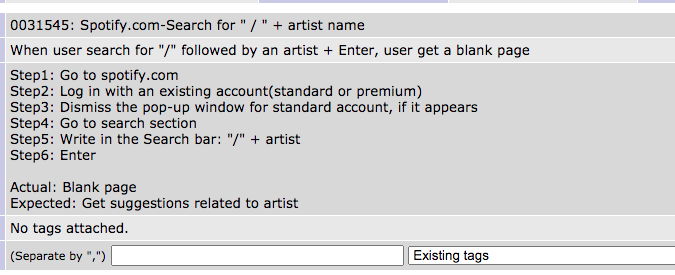 0031545: Spotify.com-Search for " / " + artist name
When user search for "/" followed by an artist + Enter, user get a blank page
Step1: Go to spotify.com
Step2: Log in with an existing account(standard or premium)
Step3: Dismiss the pop-up window for standard account, if it appears
Step4: Go to search section
Step5: Write in the Search bar: "/" + artist
Step6: Enter
Actual: Blank page
Expected: Get suggestions related to artist
No tags attached.
(Separate by ",") Existing tags